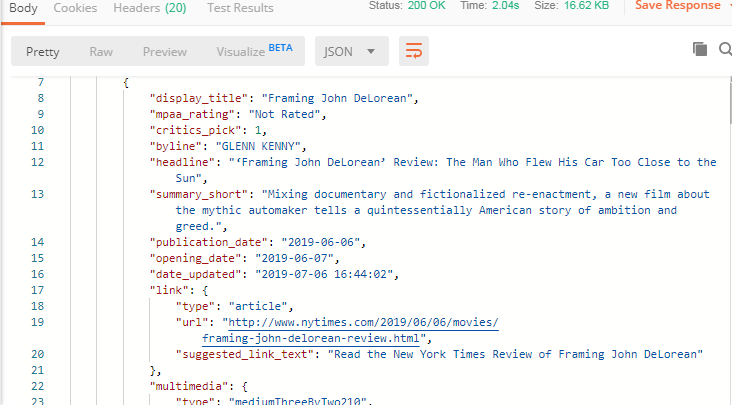 Body Cookies Headers (20) Test Results Status: 200 OK Time: 2.04s Size: 16.62 KB Save Response
Pretty Raw Preview Visualize BETA JSON
7 {
8 "display_title": "Framing John DeLorean",
9 "mpaa_rating": "Not Rated",
10 "critics_pick": 1,
11 "byline": "GLENN KENNY",
12 "headline": "‘Framing John DeLorean’ Review: The Man Who Flew His Car Too Close to the
Sun",
13 "summary_short": "Mixing documentary and fictionalized re-enactment, a new film about
the mythic automaker tells a quintessentially American story of ambition and
greed.",
14 "publication_date": "2019-06-06",
15 "opening_date": "2019-06-07",
16 "date_updated": "2019-07-06 16:44:02",
17 "link": {
18 "type": "article",
19 "url": "http://www.nytimes.com/2019/06/06/movies/
framing-john-delorean-review.html",
20 "suggested_link_text": "Read the New York Times Review of Framing John DeLorean"
21 },
22 "multimedia": {
23 "type": "mediumThreeByTwo210",